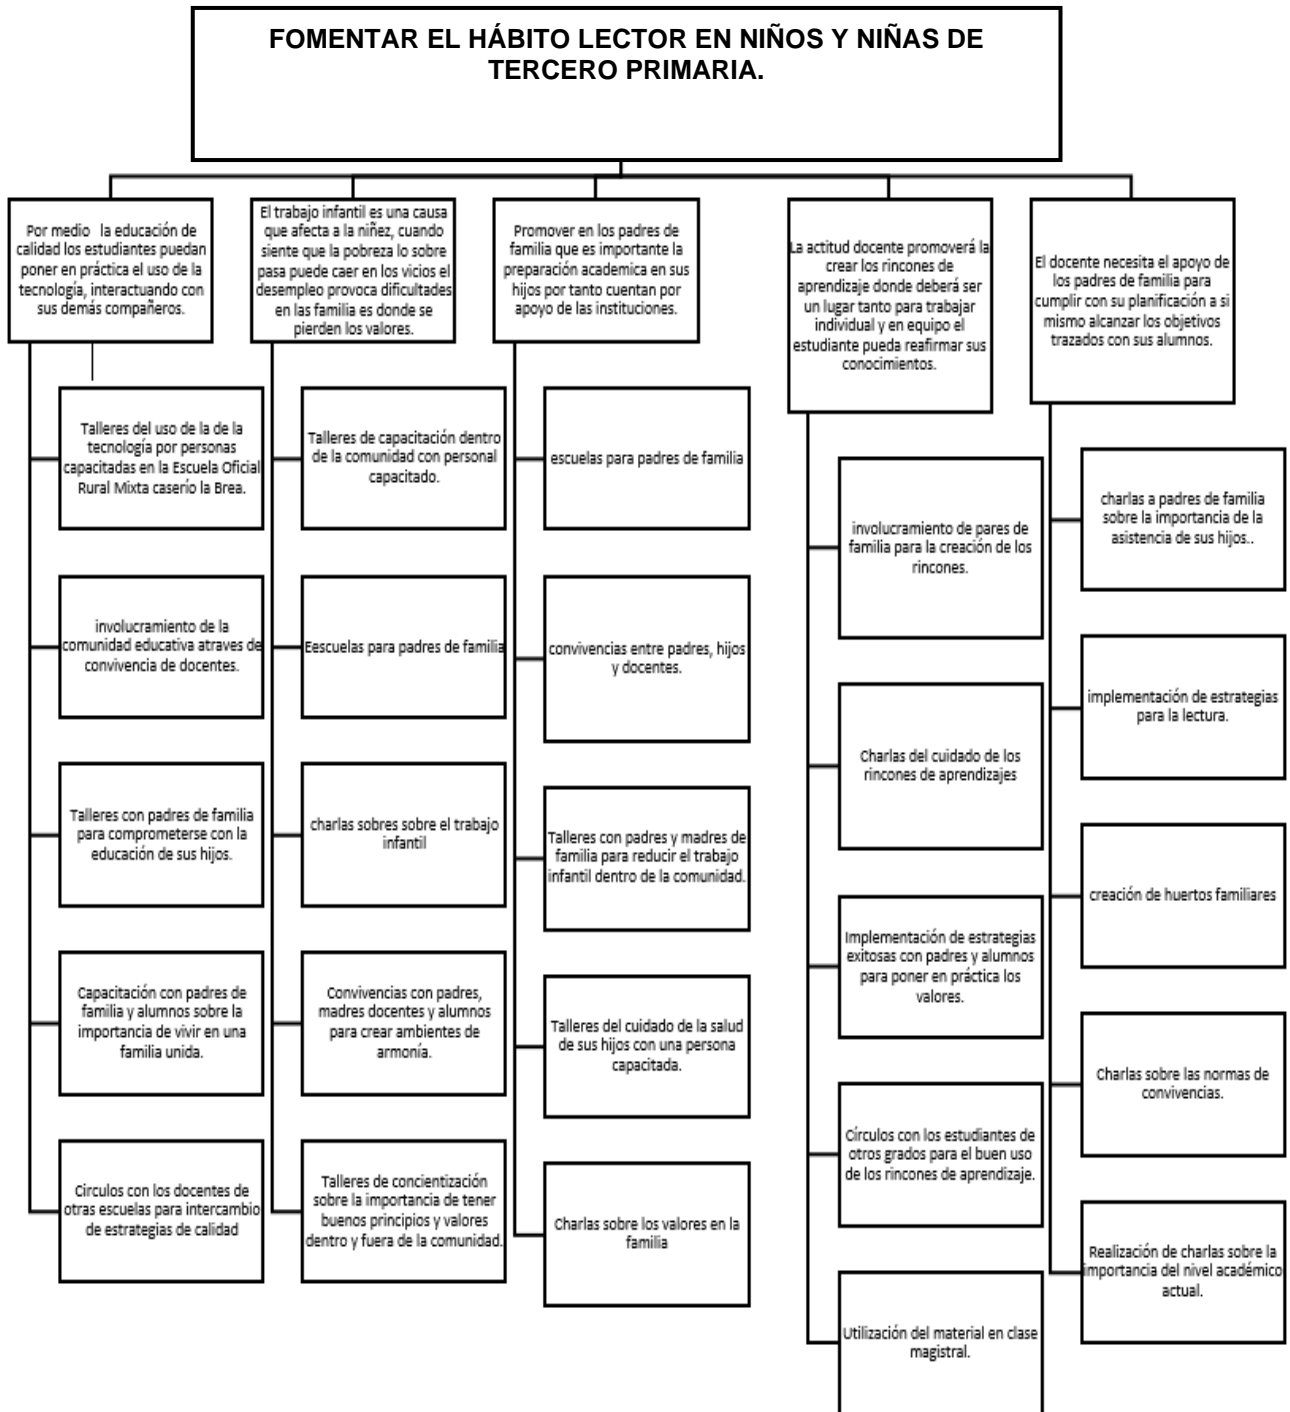 FOMENTAR EL HÁBITO LECTOR EN NIÑOS Y NIÑAS DE
TERCERO PRIMARIA.
Por medio la educación de
calidad los estudiantes puedan
poner en práctica el uso de la
tecnología, interactuando con
sus demás compañeros.
Talleres del uso de la de la
tecnología por personas
capacitadas en la Escuela Oficial
Rural Mixta caserío la Brea.
involucramiento de la
comunidad educativa atraves de
convivencia de docentes.
Talleres con padres de familia
para comprometerse con la
educación de sus hijos.
Capacitación con padres de
familia y alumnos sobre la
importancia de vivir en una
familia unida.
Circulos con los docentes de
otras escuelas para intercambio
de estrategias de calidad
El trabajo infantil es una causa
que afecta a la niñez, cuando
siente que la pobreza lo sobre
pasa puede caer en los vicios el
desempleo provoca dificultades
en las familia es donde se
pierden los valores.
Talleres de capacitación dentro
de la comunidad con personal
capacitado.
Eescuelas para padres de familia
charlas sobres sobre el trabajo
infantil
Convivencias con padres,
madres docentes y alumnos
para crear ambientes de
armonía.
Talleres de concientización
sobre la importancia de tener
buenos principios y valores
dentro y fuera de la comunidad.
Promover en los padres de
familia que es importante la
preparación academica en sus
hijos por tanto cuentan por
apoyo de las instituciones.
escuelas para padres de familia
convivencias entre padres, hijos
y docentes.
Talleres con padres y madres de
familia para reducir el trabajo
infantil dentro de la comunidad.
Talleres del cuidado de la salud
de sus hijos con una persona
capacitada.
Charlas sobre los valores en la
familia
La actitud docente promoverá la
crear los rincones de
aprendizaje donde deberá ser
un lugar tanto para trabajar
individual y en equipo el
estudiante pueda reafirmar sus
conocimientos.
involucramiento de pares de
familia para la creación de los
rincones.
Charlas del cuidado de los
rincones de aprendizajes
Implementación de estrategias
exitosas con padres y alumnos
para poner en práctica los
valores.
Círculos con los estudiantes de
otros grados para el buen uso
de los rincones de aprendizaje.
Utilización del material en clase
magistral.
El docente necesita el apoyo de
los padres de familia para
cumplir con su planificación a si
mismo alcanzar los objetivos
trazados con sus alumnos.
charlas a padres de familia
sobre la importancia de la
asistencia de sus hijos..
implementación de estrategias
para la lectura.
creación de huertos familiares
Charlas sobre las normas de
convivencias.
Realización de charlas sobre la
importancia del nivel académico
actual.